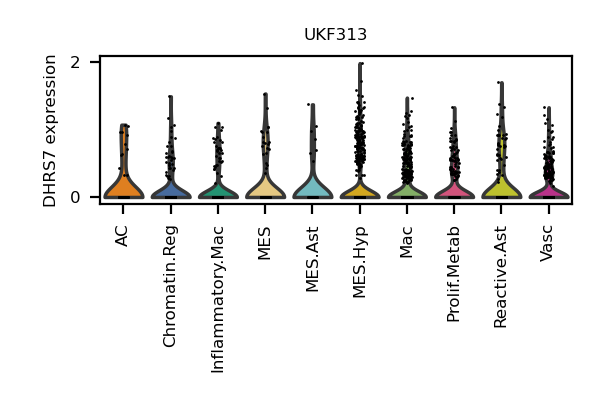 UKF313
DHRS7 expression
2
0
AC
Chromatin.Reg
Inflammatory.Mac
MES
MES.Ast
MES.Hyp
Mac
Prolif.Metab
Reactive.Ast
Vasc